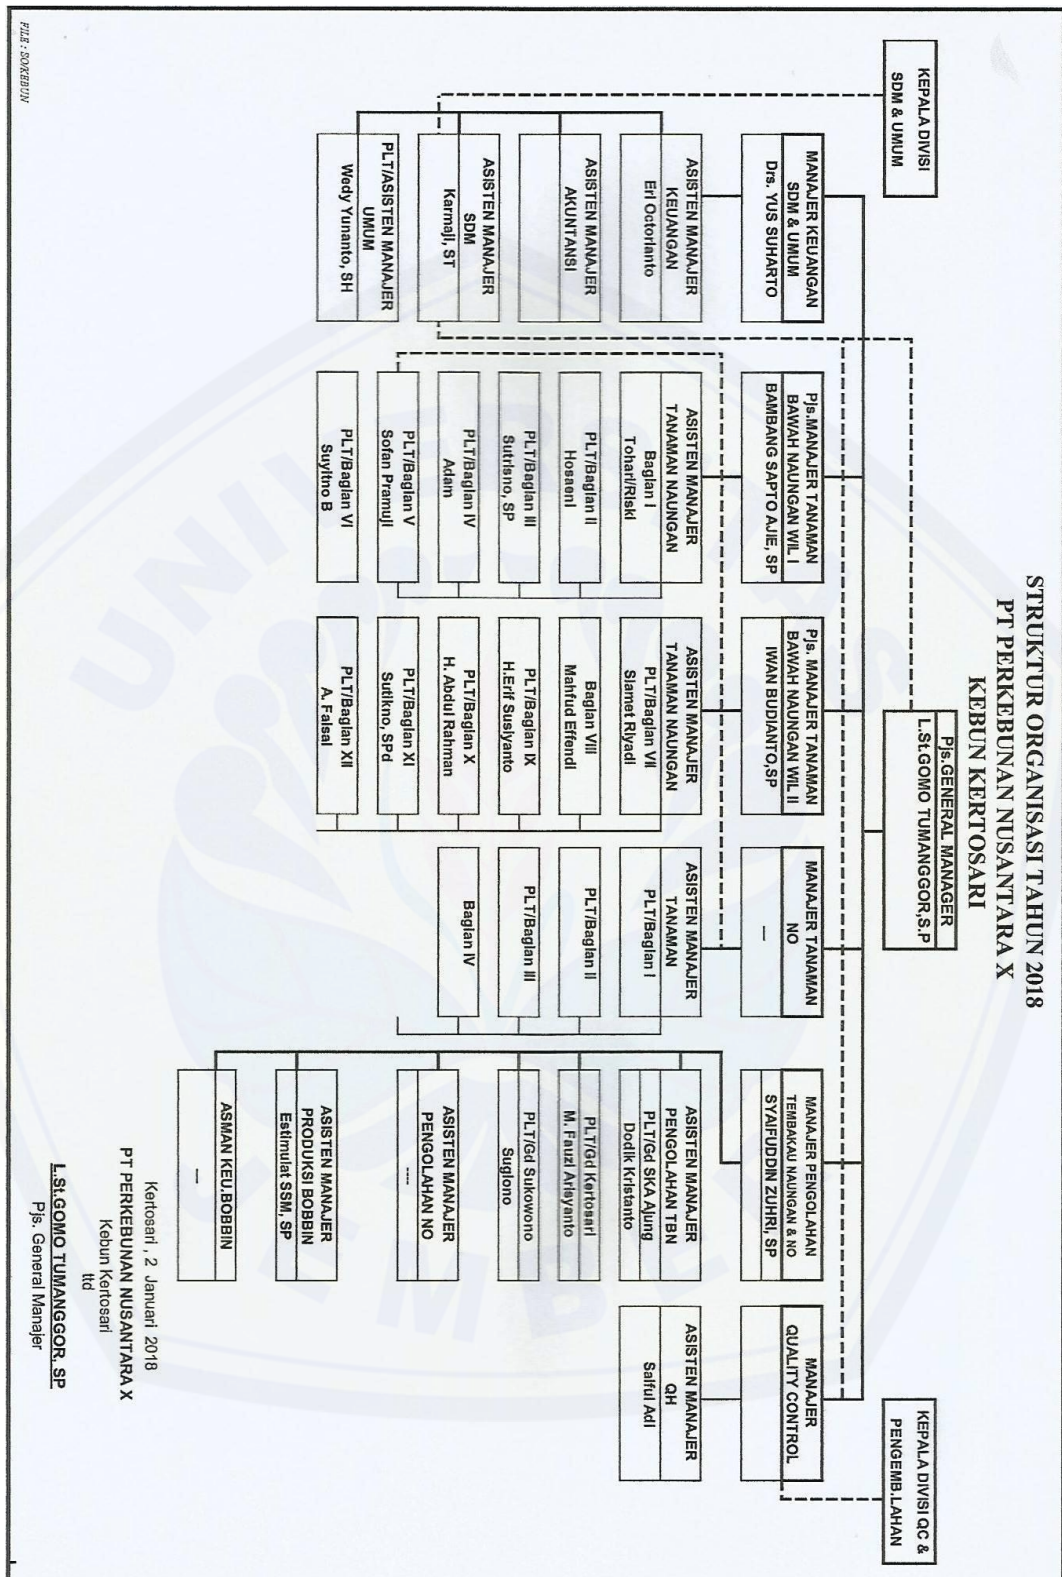 STRUKTUR ORGANISASI TAHUN 2018
PT PERKEBUNAN NUSANTARA X
KEBUN KERTOSARI
KEPALA DIVISI
SDM & UMUM
Pjs.GENERAL MANAGER
L.St.GOMO TUMANGGOR,S.P
KEPALA DIVISI QC &
PENGEMB.LAHAN
MANAJER KEUANGAN
SDM & UMUM
Drs. YUS SUHARTO
ASISTEN MANAJER
KEUANGAN
Eri Octorianto
ASISTEN MANAJER
AKUNTANSI
ASISTEN MANAJER
SDM
Karmaji, ST
PLT/ASISTEN MANAJER
UMUM
Wedy Yunanto, SH
Pjs.MANAJER TANAMAN
BAWAH NAUNGAN WIL I
BAMBANG SAPTO AJIE, SP
ASISTEN MANAJER
TANAMAN NAUNGAN
Bagian I
Tohari/Riski
PLT/Bagian II
Hosaeni
PLT/Bagian III
Sutrisno, SP
PLT/Bagian IV
Adam
PLT/Bagian V
Sofan Pramuji
PLT/Bagian VI
Suyitno B
Pjs. MANAJER TANAMAN
BAWAH NAUNGAN WIL II
IWAN BUDIANTO,SP
ASISTEN MANAJER
TANAMAN NAUNGAN
PLT/Bagian VII
Slamet Riyadi
Bagian VIII
Mahfud Effendi
PLT/Bagian IX
H.Erif Susiyanto
PLT/Bagian X
H. Abdul Rahman
PLT/Bagian XI
Sutikno, SPd
PLT/Bagian XII
A. Faisal
MANAJER TANAMAN
NO
---
ASISTEN MANAJER
TANAMAN
PLT/Bagian I
PLT/Bagian II
PLT/Bagian III
Bagian IV
MANAJER PENGOLAHAN
TEMBAKAU NAUNGAN & NO
SYAIFUDDIN ZUHRI, SP
ASISTEN MANAJER
PENGOLAHAN TBN
PLT/Gd SKA Ajung
Dodik Kristanto
PLT/Gd Kertosari
M. Fauzi Arisyanto
PLT/Gd Sukowono
Sugiono
ASISTEN MANAJER
PENGOLAHAN NO
----
ASISTEN MANAJER
PRODUKSI BOBBIN
Estimulat SSM, SP
ASMAN KEU.BOBBIN
---
MANAJER
QUALITY CONTROL
ASISTEN MANAJER
QH
Saiful Adi
Kertosari , 2 Januari 2018
PT PERKEBUNAN NUSANTARA X
Kebun Kertosari
ttd
L.St.GOMO TUMANGGOR, SP
Pjs. General Manajer
FILE : SO/KEBUN
UNIVERSITAS JEMBER